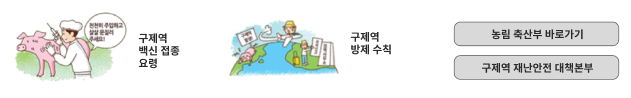 천천히 주입하고
살살 문질러
주세요!
구제역
백신 접종
요령
구제역
방제 수칙
농림 축산부 바로가기
구제역 재난안전 대책본부